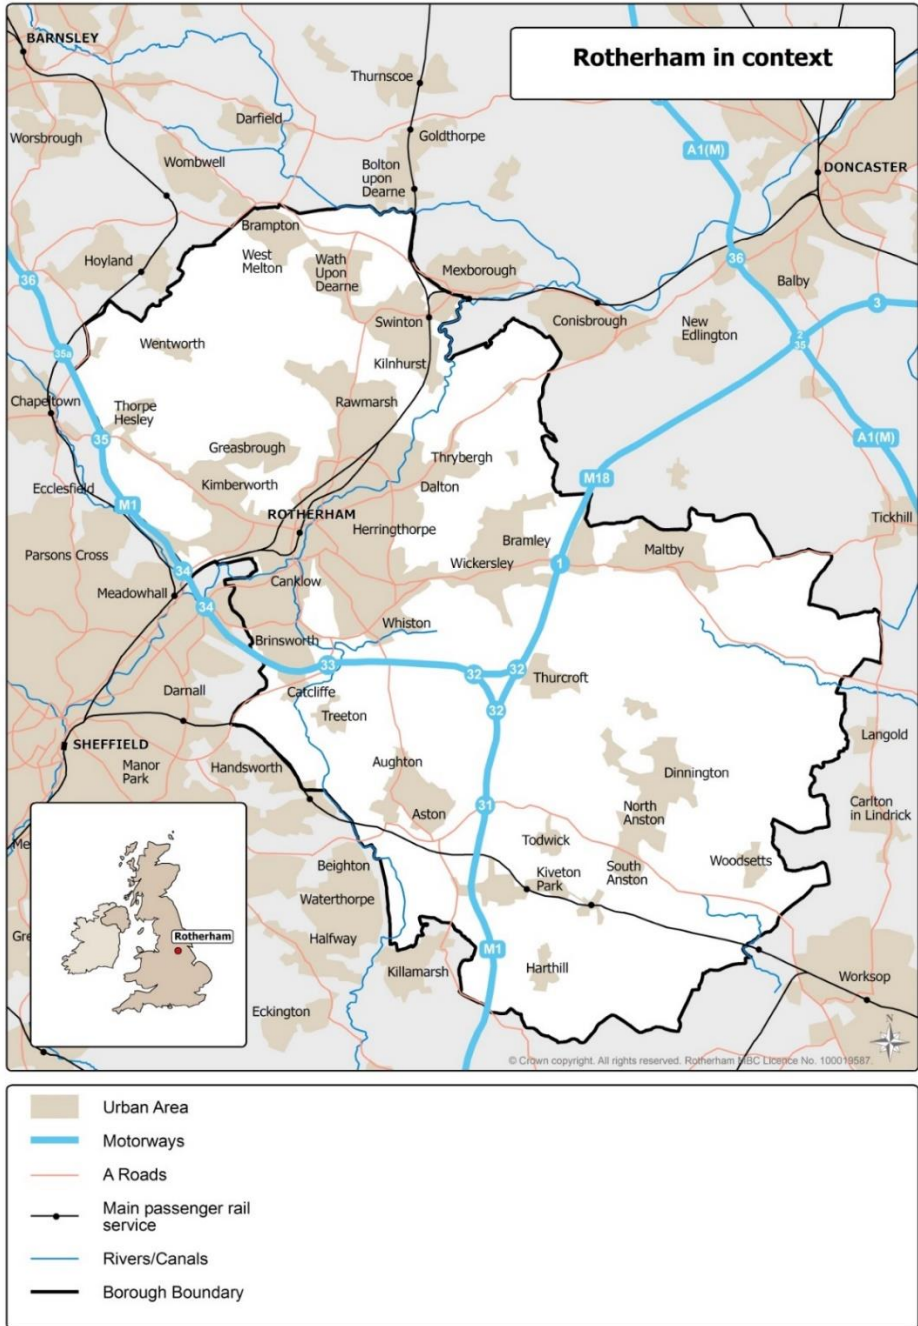 Rotherham in context
BARNSLEY
Thurnscoe
Worsbrough
Darfield
Goldthorpe
Wombwell
Bolton
upon
Dearne
A1(M)
DONCASTER
Brampton
Hoyland
West
Melton
Wath
Upon
Dearne
Mexborough
36
36
Balby
3
Swinton
Conisbrough
New
Edlington
2
35
Wentworth
35a
Kilnhurst
Chapeltown
Thorpe
Hesley
Rawmarsh
35
Greasbrough
Thrybergh
A1(M)
Ecclesfield
Kimberworth
Dalton
M18
M1
ROTHERHAM
Herringthorpe
Bramley
Tickhill
Parsons Cross
Wickersley
Maltby
34
1
Meadowhall
Canklow
34
Whiston
Brinsworth
33
32
32
Thurcroft
Darnall
Catcliffe
32
Treeton
SHEFFIELD
Langold
Manor
Park
Handsworth
Aughton
Dinnington
31
Aston
North
Anston
Carlton
in Lindrick
Todwick
Beighton
Kiveton
Park
South
Anston
Woodsetts
Waterthorpe
Rotherham
Halfway
M1
Killamarsh
Harthill
Worksop
Eckington
N
© Crown copyright. All rights reserved. Rotherham MBC Licence No. 100019587.
Urban Area
Motorways
A Roads
Main passenger rail
service
Rivers/Canals
Borough Boundary